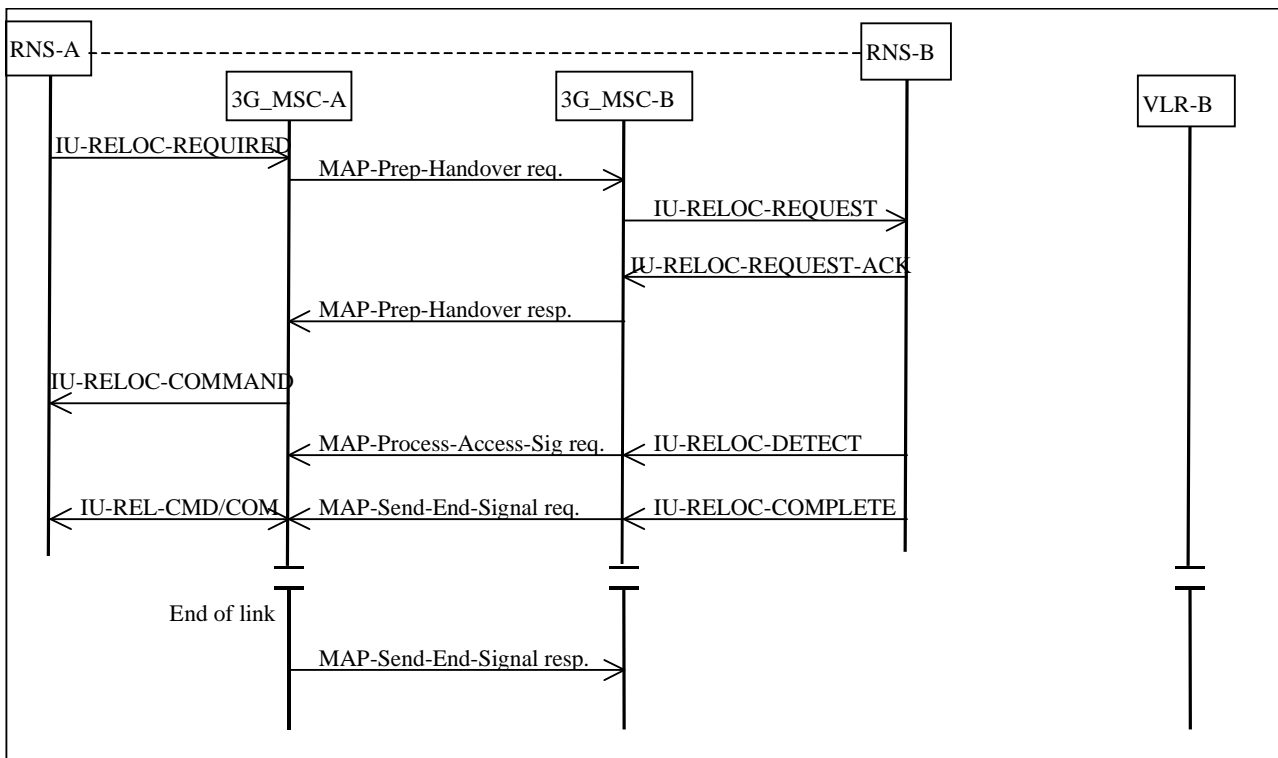 RNS-A
RNS-B
3G_MSC-A
3G_MSC-B
VLR-B
IU-RELOC-REQUIRED
MAP-Prep-Handover req.
IU-RELOC-REQUEST
IU-RELOC-REQUEST-ACK
MAP-Prep-Handover resp.
IU-RELOC-COMMAND
MAP-Process-Access-Sig req.
IU-RELOC-DETECT
IU-REL-CMD/COM
MAP-Send-End-Signal req.
IU-RELOC-COMPLETE
End of link
MAP-Send-End-Signal resp.